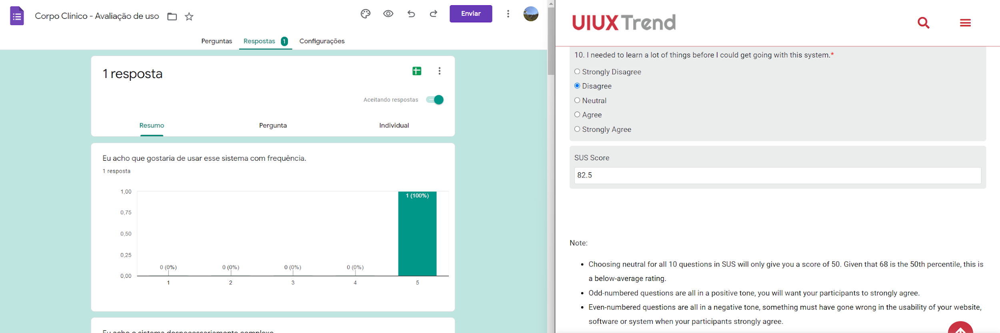 Corpo Clínico - Avaliação de uso
Enviar
Perguntas Respostas 1 Configurações
1 resposta
Aceitando respostas
Resumo Pergunta Individual
Eu acho que gostaria de usar esse sistema com frequência.
1 resposta
1,00
0,75
0,50
0,25
0,00
0 (0%) 0 (0%) 0 (0%) 0 (0%) 1 (100%)
1 2 3 4 5
Eu acho o sistema desnecessariamente complexo.
UIUX Trend
10. I needed to learn a lot of things before I could get going with this system.*
Strongly Disagree
Disagree
Neutral
Agree
Strongly Agree
SUS Score
82.5
Note:
• Choosing neutral for all 10 questions in SUS will only give you a score of 50. Given that 68 is the 50th percentile, this is
a below-average rating.
• Odd-numbered questions are all in a positive tone, you will want your participants to strongly agree.
• Even-numbered questions are all in a negative tone, something must have gone wrong in the usability of your website,
software or system when your participants strongly agree.